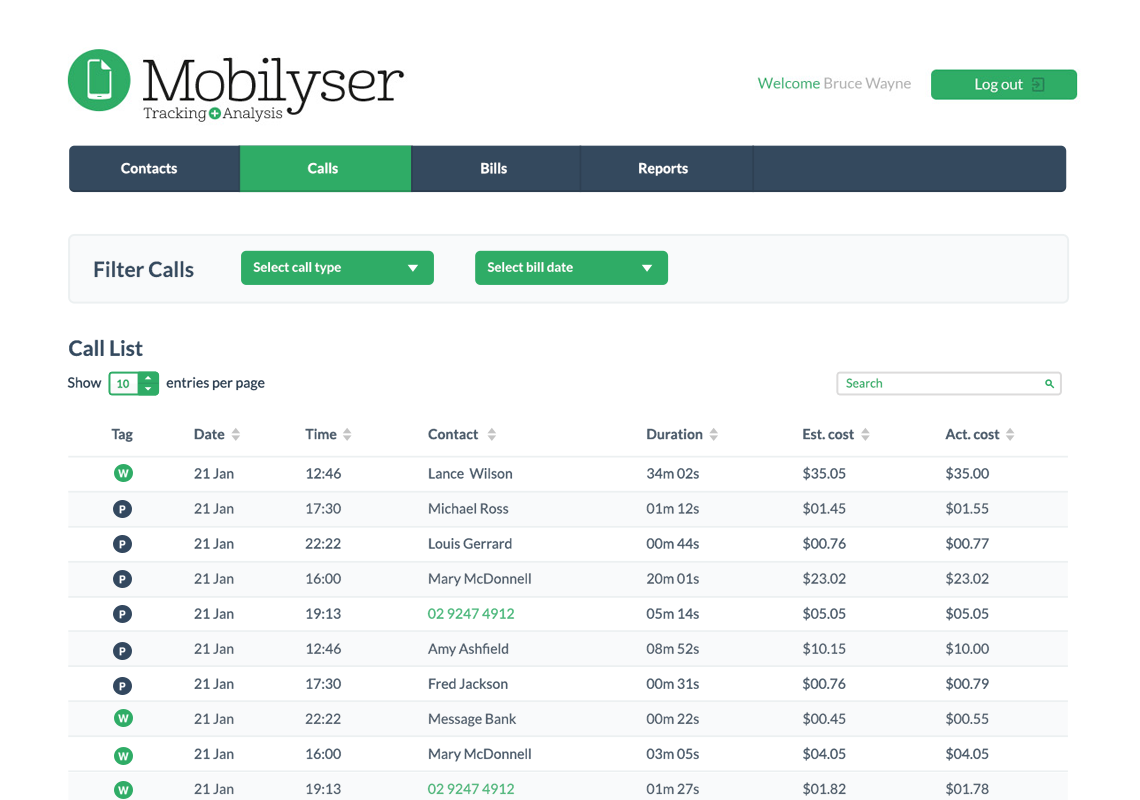 Mobilyser
Tracking+Analysis
Welcome Bruce Wayne
Log out
Contacts Calls Bills Reports
Filter Calls Select call type Select bill date
Call List
Show 10 entries per page Search
Tag Date Time Contact Duration Est. cost Act. cost
W 21 Jan 12:46 Lance Wilson 34m 02s $35.05 $35.00
P 21 Jan 17:30 Michael Ross 01m 12s $01.45 $01.55
P 21 Jan 22:22 Louis Gerrard 00m 44s $00.76 $00.77
P 21 Jan 16:00 Mary McDonnell 20m 01s $23.02 $23.02
P 21 Jan 19:13 02 9247 4912 05m 14s $05.05 $05.05
P 21 Jan 12:46 Amy Ashfield 08m 52s $10.15 $10.00
P 21 Jan 17:30 Fred Jackson 00m 31s $00.76 $00.79
W 21 Jan 22:22 Message Bank 00m 22s $00.45 $00.55
W 21 Jan 16:00 Mary McDonnell 03m 05s $04.05 $04.05
W 21 Jan 19:13 02 9247 4912 01m 27s $01.82 $01.78